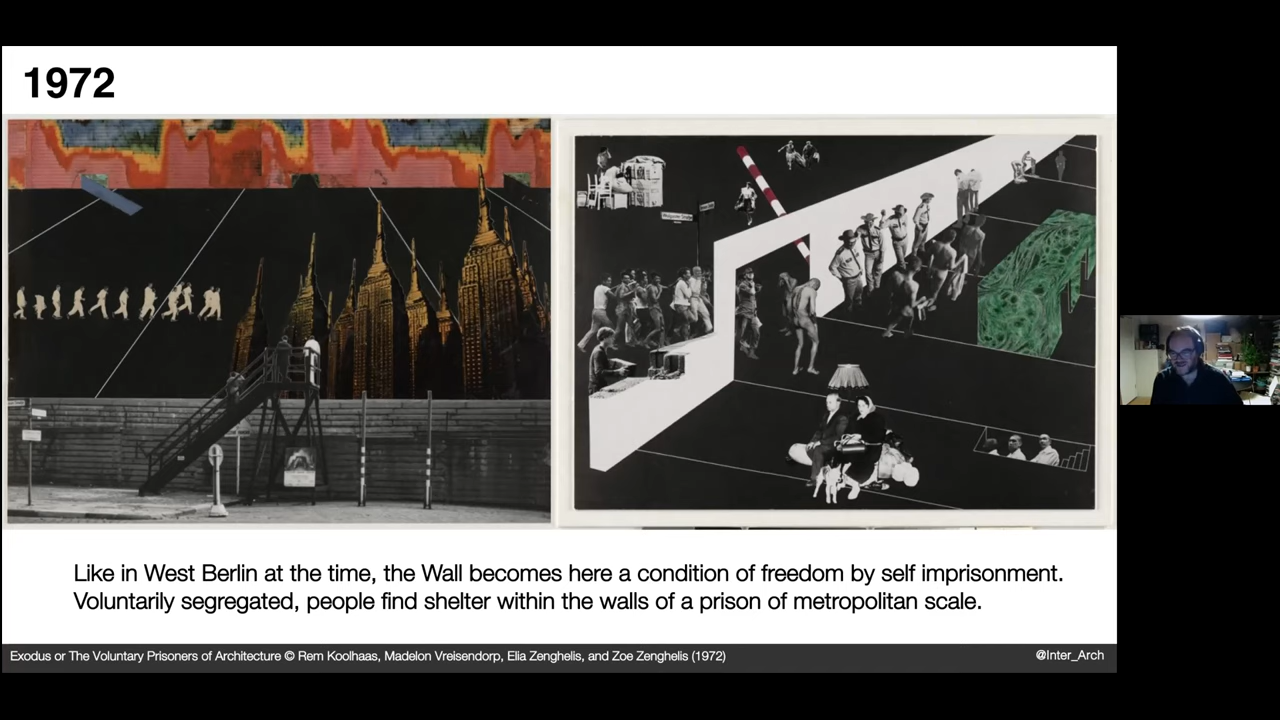 1972
Like in West Berlin at the time, the Wall becomes here a condition of freedom by self imprisonment.
Voluntarily segregated, people find shelter within the walls of a prison of metropolitan scale.
Exodus or The Voluntary Prisoners of Architecture © Rem Koolhaas, Madelon Vreisendorp, Elia Zenghelis, and Zoe Zenghelis (1972)
@Inter_Arch